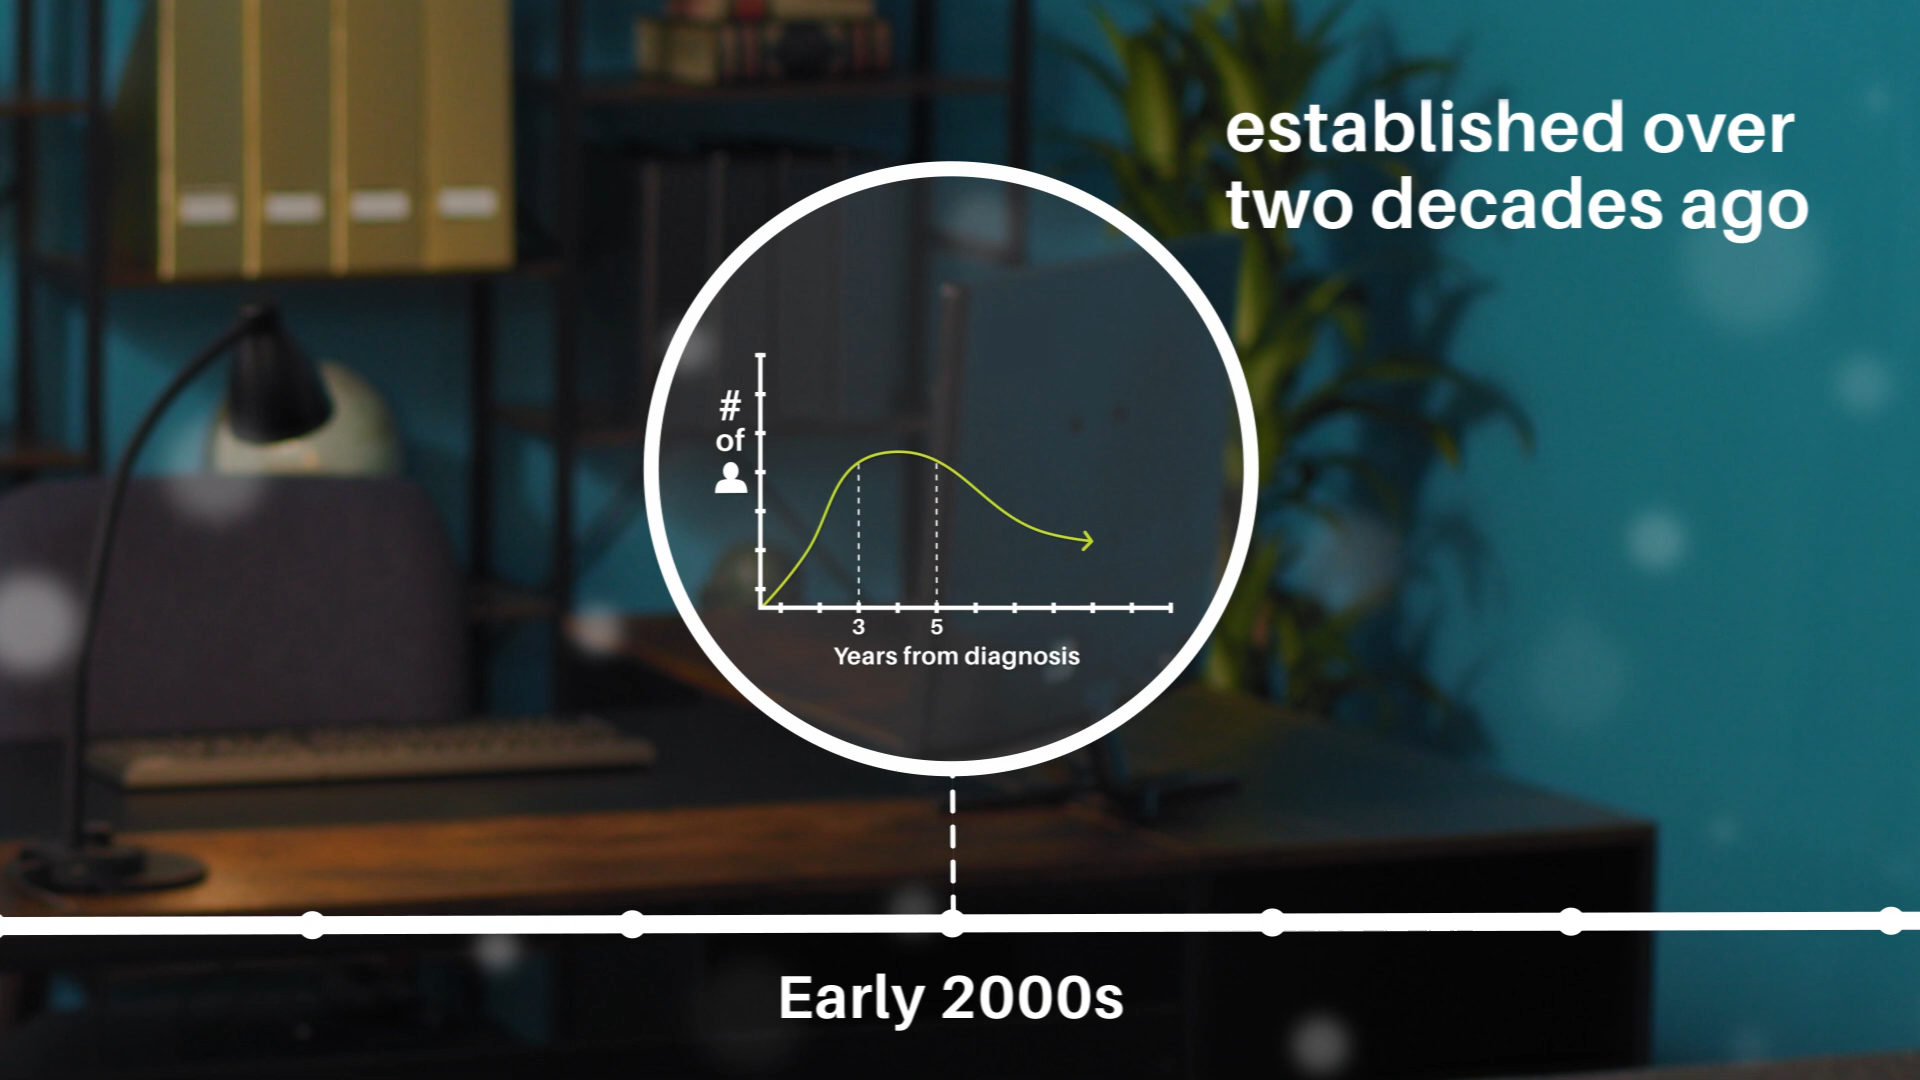 established over
two decades ago
#
of
3 5
Years from diagnosis
Early 2000s